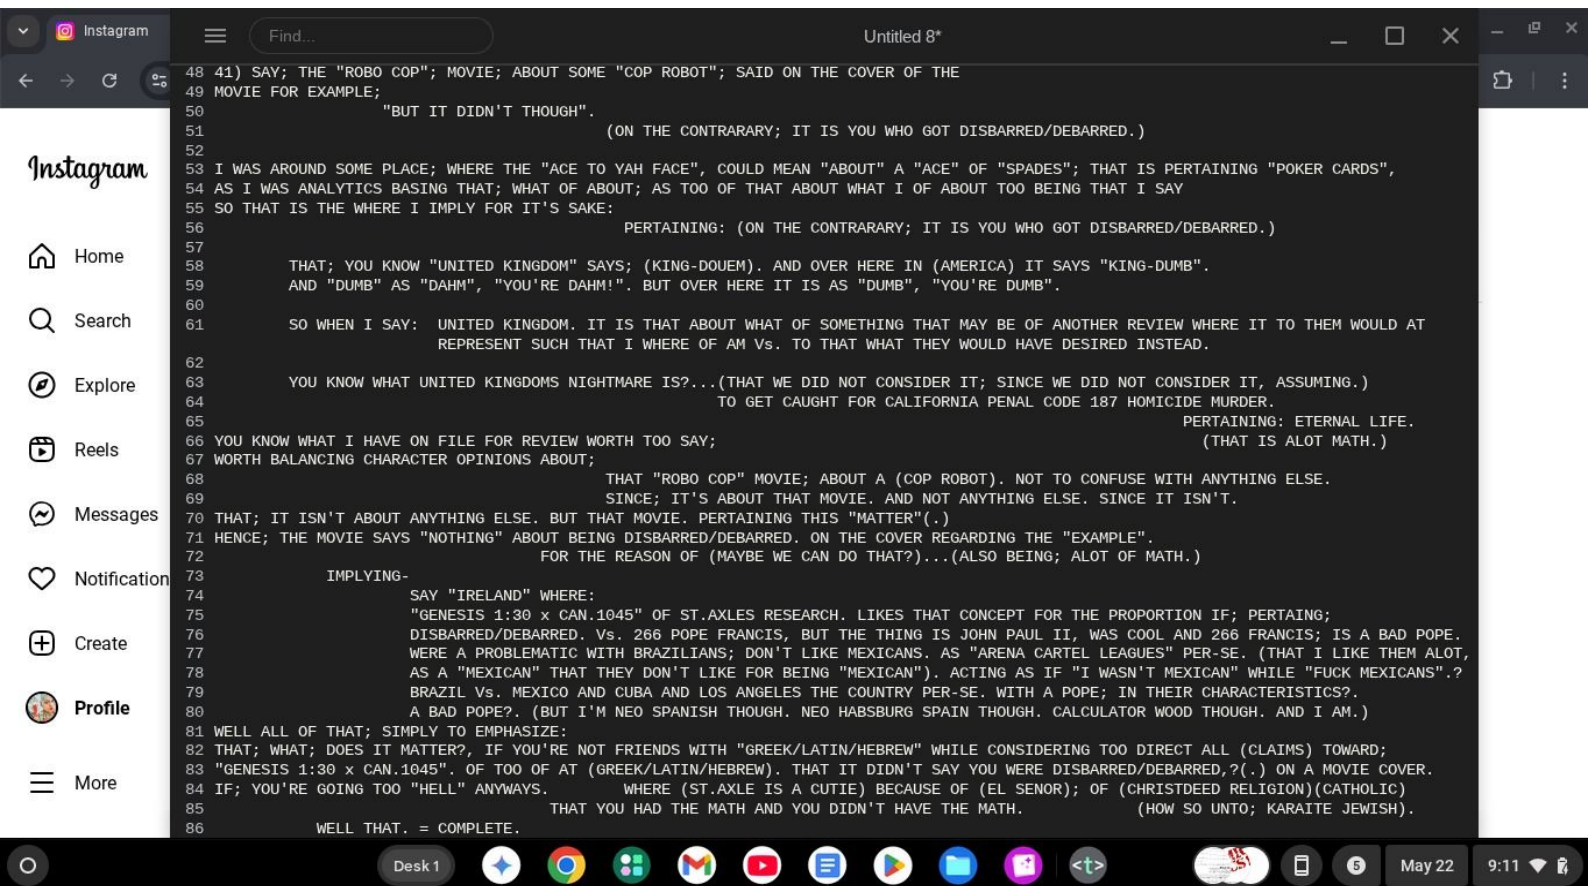 Instagram
Find...
Untitled 8*
48 41) SAY; THE "ROBO COP"; MOVIE; ABOUT SOME "COP ROBOT"; SAID ON THE COVER OF THE
49 MOVIE FOR EXAMPLE;
50 "BUT IT DIDN'T THOUGH".
51 (ON THE CONTRARARY; IT IS YOU WHO GOT DISBARRED/DEBARRED.)
52
53 I WAS AROUND SOME PLACE; WHERE THE "ACE TO YAH FACE", COULD MEAN "ABOUT" A "ACE" OF "SPADES"; THAT IS PERTAINING "POKER CARDS",
54 AS I WAS ANALYTICS BASING THAT; WHAT OF ABOUT; AS TOO OF THAT ABOUT WHAT I OF ABOUT TOO BEING THAT I SAY
55 SO THAT IS THE WHERE I IMPLY FOR IT'S SAKE:
56 PERTAINING: (ON THE CONTRARARY; IT IS YOU WHO GOT DISBARRED/DEBARRED.)
57
58 THAT; YOU KNOW "UNITED KINGDOM" SAYS; (KING-DOUEM). AND OVER HERE IN (AMERICA) IT SAYS "KING-DUMB".
59 AND "DUMB" AS "DAHM", "YOU'RE DAHM!". BUT OVER HERE IT IS AS "DUMB", "YOU'RE DUMB".
60
61 SO WHEN I SAY: UNITED KINGDOM. IT IS THAT ABOUT WHAT OF SOMETHING THAT MAY BE OF ANOTHER REVIEW WHERE IT TO THEM WOULD AT
REPRESENT SUCH THAT I WHERE OF AM Vs. TO THAT WHAT THEY WOULD HAVE DESIRED INSTEAD.
62
63 YOU KNOW WHAT UNITED KINGDOMS NIGHTMARE IS?...(THAT WE DID NOT CONSIDER IT; SINCE WE DID NOT CONSIDER IT, ASSUMING.)
64 TO GET CAUGHT FOR CALIFORNIA PENAL CODE 187 HOMICIDE MURDER.
65 PERTAINING: ETERNAL LIFE.
66 YOU KNOW WHAT I HAVE ON FILE FOR REVIEW WORTH TOO SAY; (THAT IS ALOT MATH.)
67 WORTH BALANCING CHARACTER OPINIONS ABOUT;
68 THAT "ROBO COP" MOVIE; ABOUT A (COP ROBOT). NOT TO CONFUSE WITH ANYTHING ELSE.
69 SINCE; IT'S ABOUT THAT MOVIE. AND NOT ANYTHING ELSE. SINCE IT ISN'T.
70 THAT; IT ISN'T ABOUT ANYTHING ELSE. BUT THAT MOVIE. PERTAINING THIS "MATTER"(.)
71 HENCE; THE MOVIE SAYS "NOTHING" ABOUT BEING DISBARRED/DEBARRED. ON THE COVER REGARDING THE "EXAMPLE".
72 FOR THE REASON OF (MAYBE WE CAN DO THAT?)...(ALSO BEING; ALOT OF MATH.)
73 IMPLYING-
74 SAY "IRELAND" WHERE:
75 "GENESIS 1:30 x CAN.1045" OF ST.AXLES RESEARCH. LIKES THAT CONCEPT FOR THE PROPORTION IF; PERTAING;
76 DISBARRED/DEBARRED. Vs. 266 POPE FRANCIS, BUT THE THING IS JOHN PAUL II, WAS COOL AND 266 FRANCIS; IS A BAD POPE.
77 WERE A PROBLEMATIC WITH BRAZILIANS; DON'T LIKE MEXICANS. AS "ARENA CARTEL LEAGUES" PER-SE. (THAT I LIKE THEM ALOT,
78 AS A "MEXICAN" THAT THEY DON'T LIKE FOR BEING "MEXICAN"). ACTING AS IF "I WASN'T MEXICAN" WHILE "FUCK MEXICANS".?
79 BRAZIL Vs. MEXICO AND CUBA AND LOS ANGELES THE COUNTRY PER-SE. WITH A POPE; IN THEIR CHARACTERISTICS?.
80 A BAD POPE?. (BUT I'M NEO SPANISH THOUGH. NEO HABSBURG SPAIN THOUGH. CALCULATOR WOOD THOUGH. AND I AM.)
81 WELL ALL OF THAT; SIMPLY TO EMPHASIZE:
82 THAT; WHAT; DOES IT MATTER?, IF YOU'RE NOT FRIENDS WITH "GREEK/LATIN/HEBREW" WHILE CONSIDERING TOO DIRECT ALL (CLAIMS) TOWARD;
83 "GENESIS 1:30 x CAN.1045". OF TOO OF AT (GREEK/LATIN/HEBREW). THAT IT DIDN'T SAY YOU WERE DISBARRED/DEBARRED,?(.) ON A MOVIE COVER.
84 IF; YOU'RE GOING TOO "HELL" ANYWAYS. WHERE (ST.AXLE IS A CUTIE) BECAUSE OF (EL SENOR); OF (CHRISTDEED RELIGION)(CATHOLIC)
85 THAT YOU HAD THE MATH AND YOU DIDN'T HAVE THE MATH. (HOW SO UNTO; KARAITE JEWISH).
86 WELL THAT. = COMPLETE.
Instagram
Home
Search
Explore
Reels
Messages
Notification
Create
Profile
More
Desk 1
<t>
5
May 22
9:11